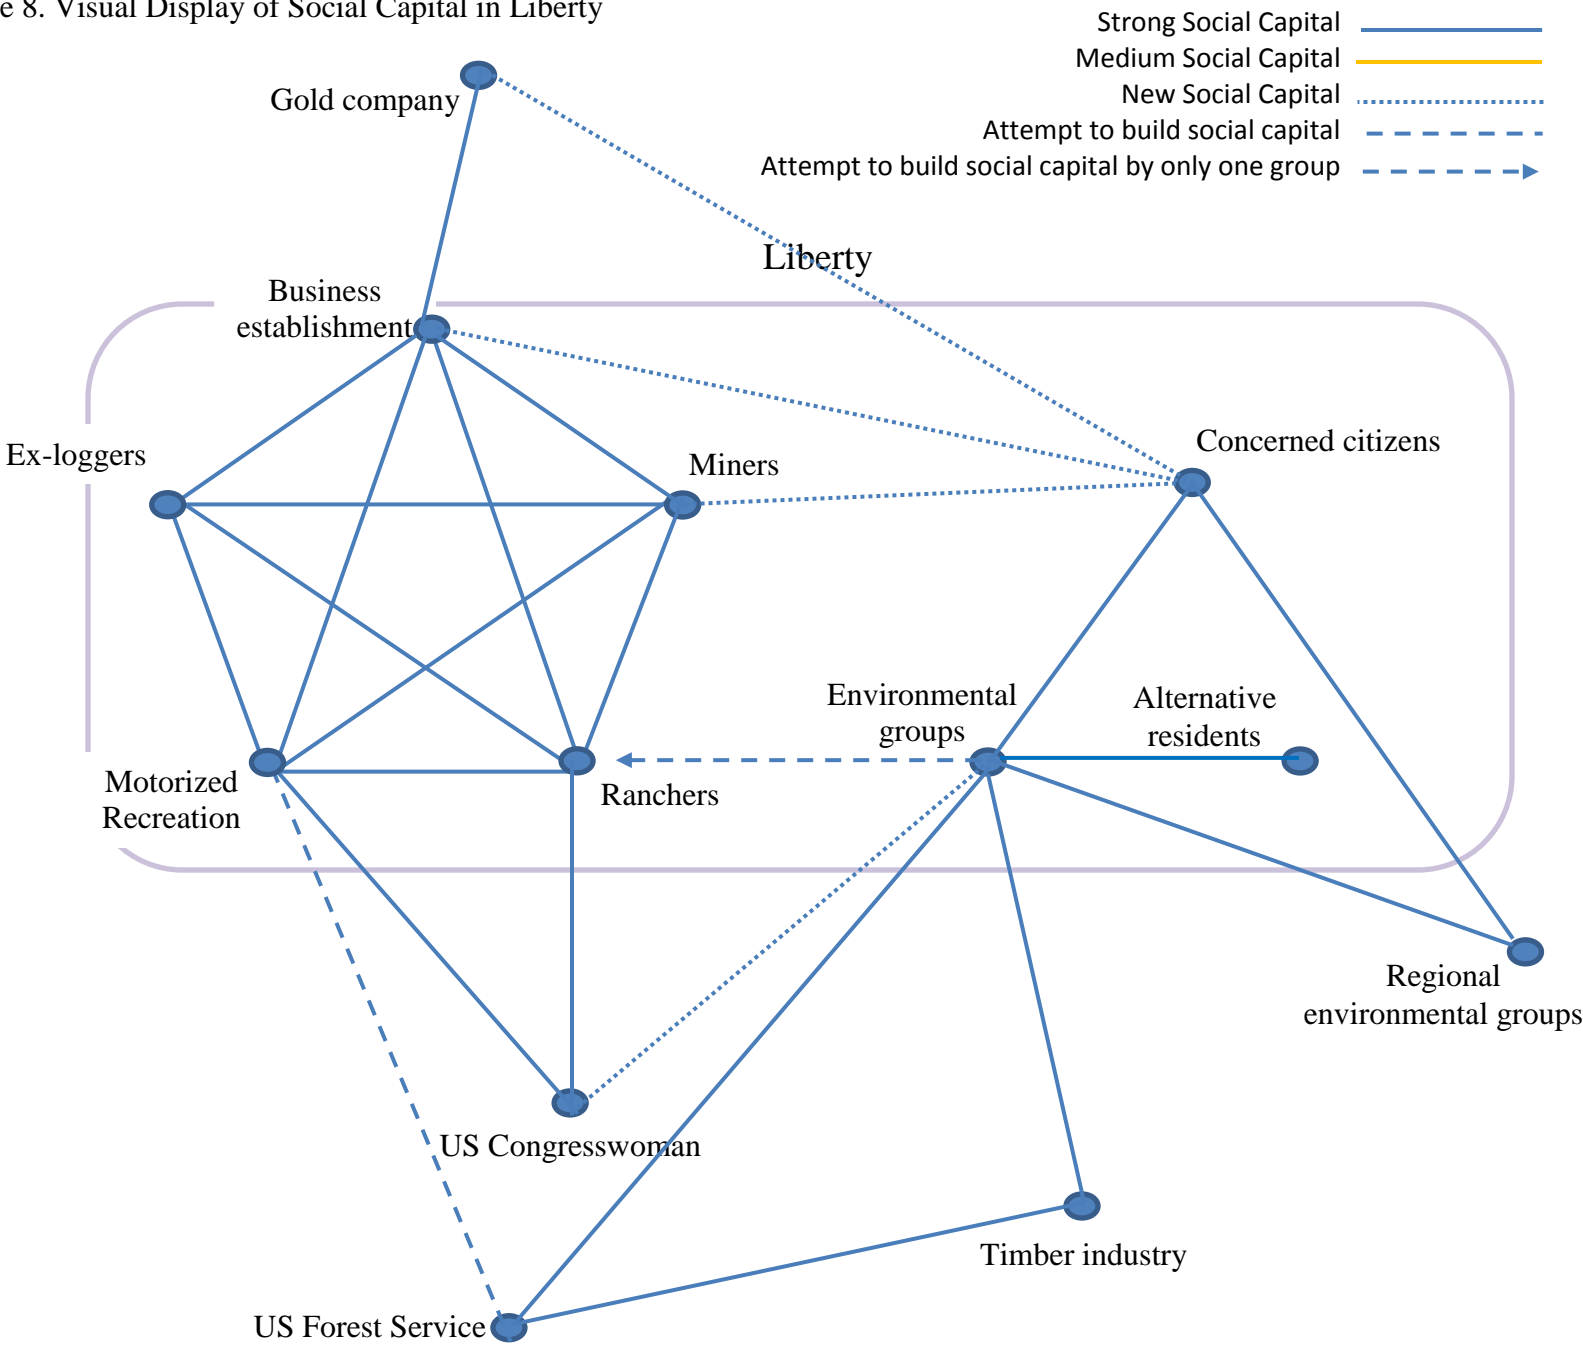 e 8. Visual Display of Social Capital in Liberty
Strong Social Capital
Medium Social Capital
New Social Capital
Attempt to build social capital
Attempt to build social capital by only one group
Gold company
Liberty
Business
establishment
Ex-loggers
Miners
Concerned citizens
Environmental
groups
Alternative
residents
Motorized
Recreation
Ranchers
Regional
environmental groups
US Congresswoman
Timber industry
US Forest Service